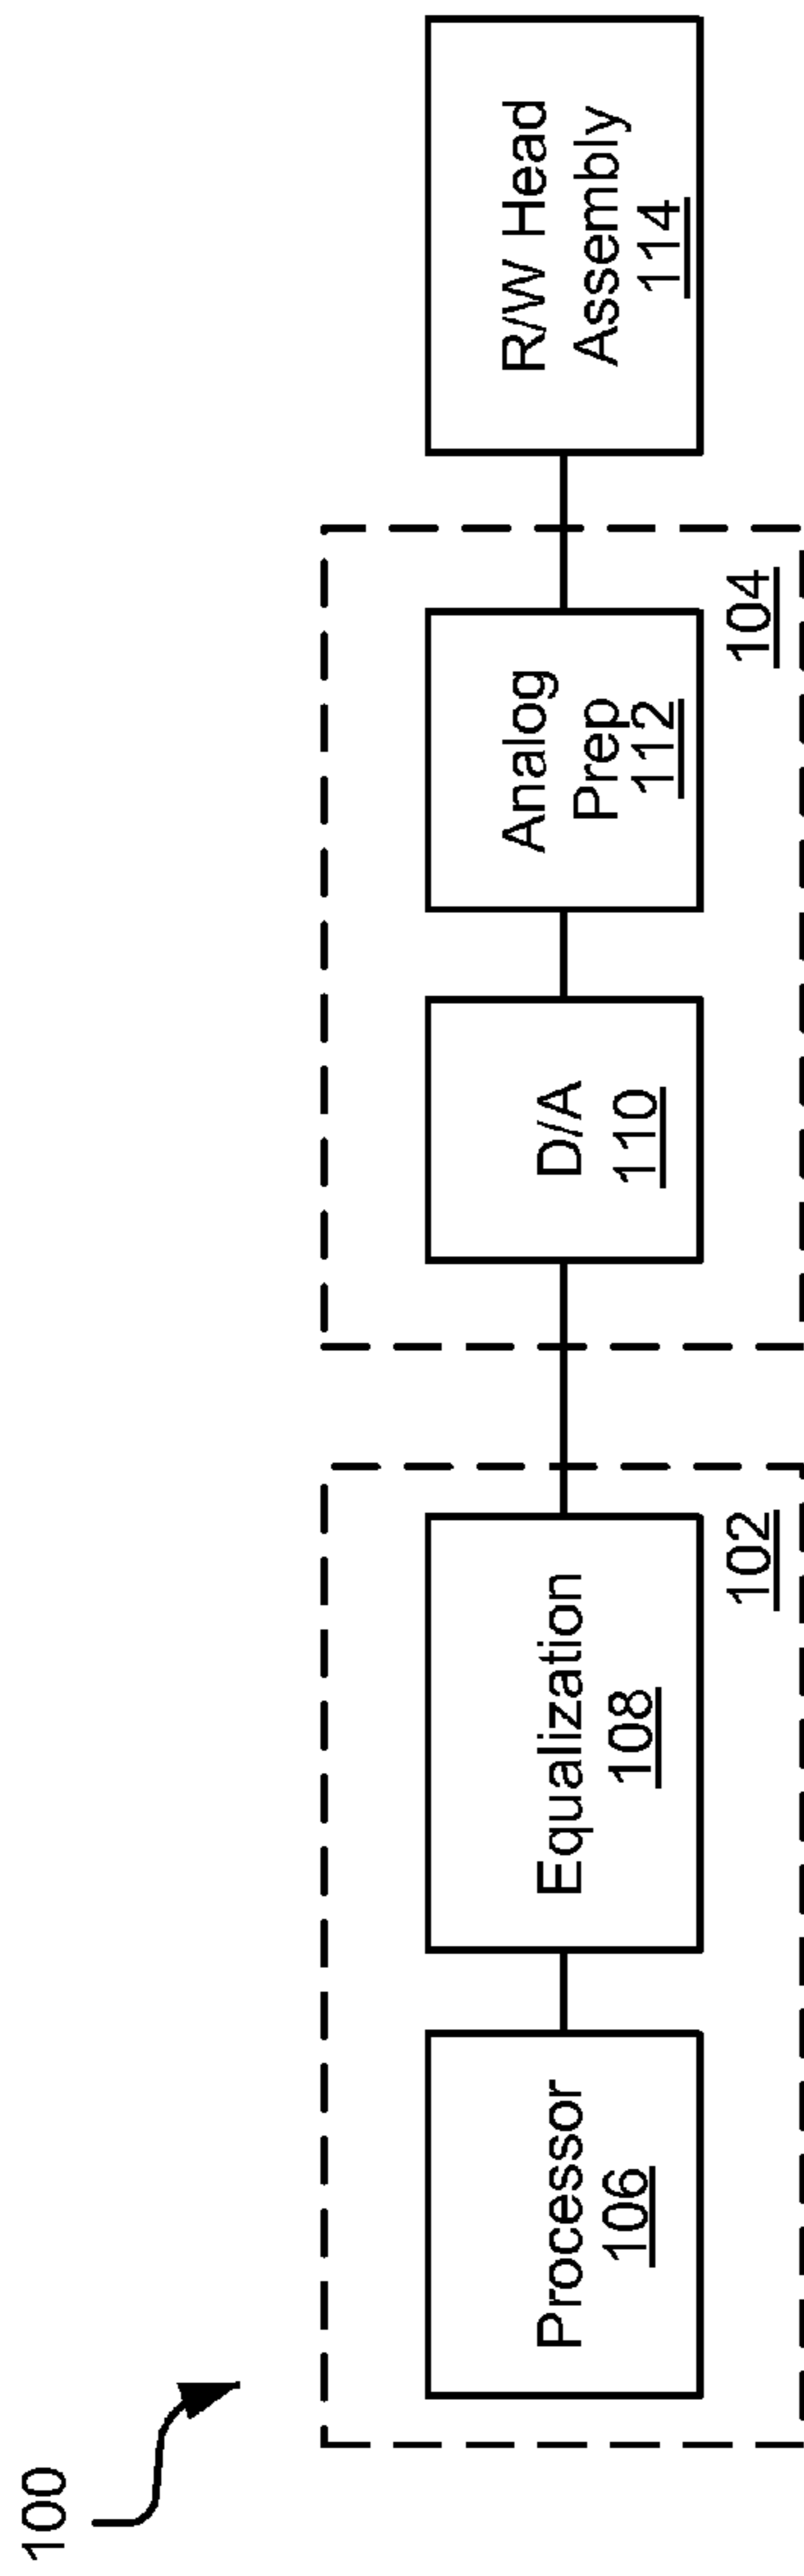 100
Processor
106
Equalization
108
102
D/A
110
Analog
Prep
112
104
R/W Head
Assembly
114